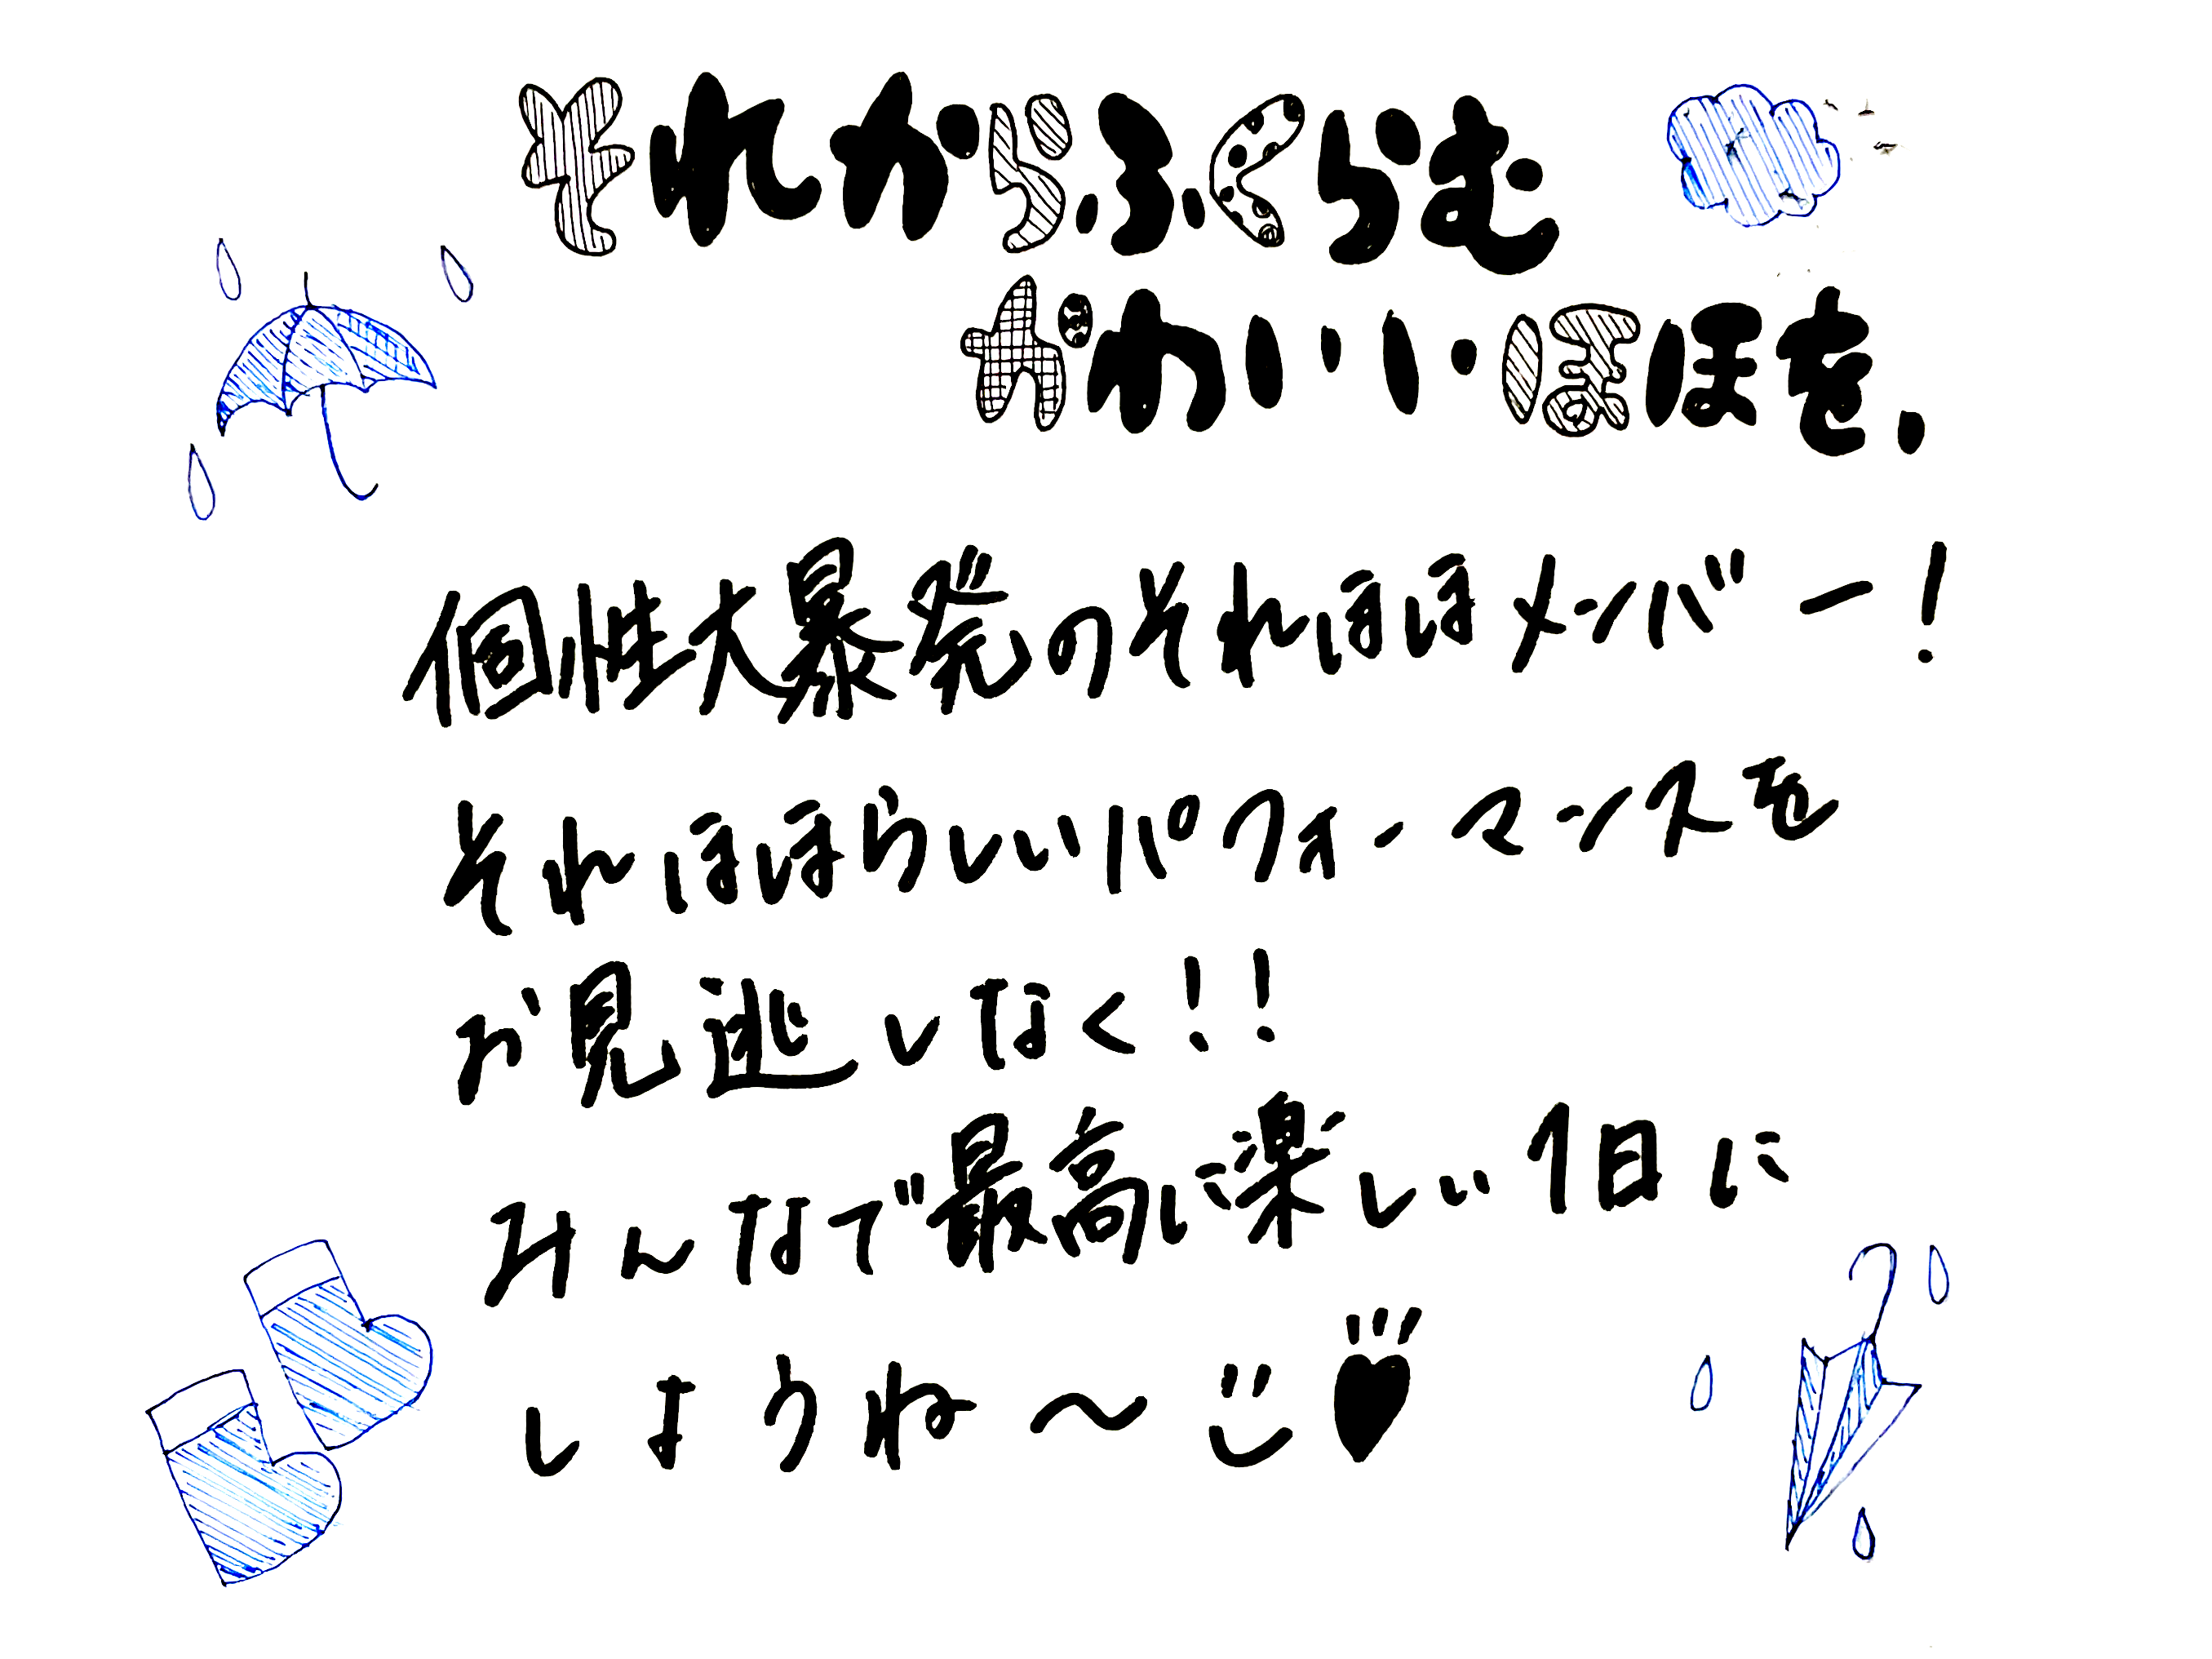 それから、ふくらむ
かわいいほほを、
個性大爆発のそれほほメンバー!
それほほらしいパフォーマンスを
お見逃しなく!!
みんなで最高に楽しい1日に
しようね〜